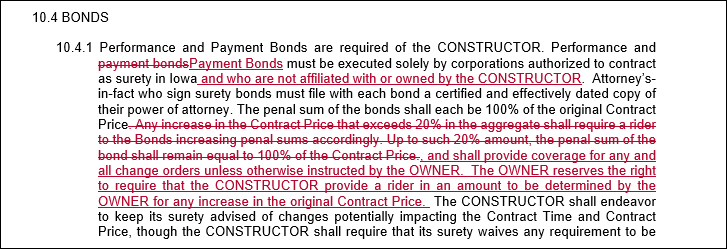 10.4 BONDS
10.4.1 Performance and Payment Bonds are required of the CONSTRUCTOR. Performance and
payment bondsPayment Bonds must be executed solely by corporations authorized to contract
as surety in Iowa and who are not affiliated with or owned by the CONSTRUCTOR. Attorney's-
in-fact who sign surety bonds must file with each bond a certified and effectively dated copy of
their power of attorney. The penal sum of the bonds shall each be 100% of the original Contract
Price. Any increase in the Contract Price that exceeds 20% in the aggregate shall require a rider
to the Bonds increasing penal sums accordingly. Up to such 20% amount, the penal sum of the
bond shall remain equal to 100% of the Contract Price. , and shall provide coverage for any and
all change orders unless otherwise instructed by the OWNER. The OWNER reserves the right
to require that the CONSTRUCTOR provide a rider in an amount to be determined by the
OWNER for any increase in the original Contract Price. The CONSTRUCTOR shall endeavor
to keep its surety advised of changes potentially impacting the Contract Time and Contract
Price, though the CONSTRUCTOR shall require that its surety waives any requirement to be